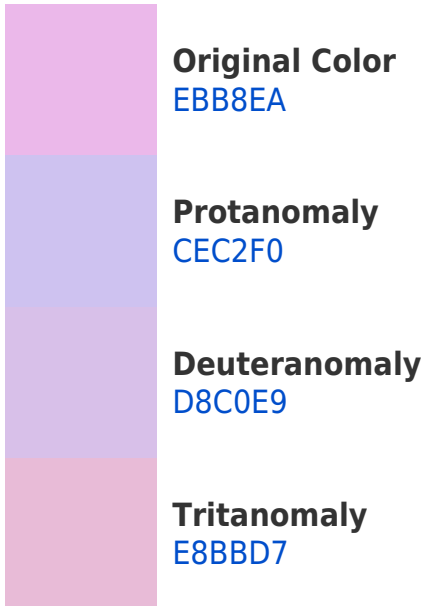 Original Color
EBB8EA
Protanomaly
CEC2F0
Deuteranomaly
D8C0E9
Tritanomaly
E8BBD7